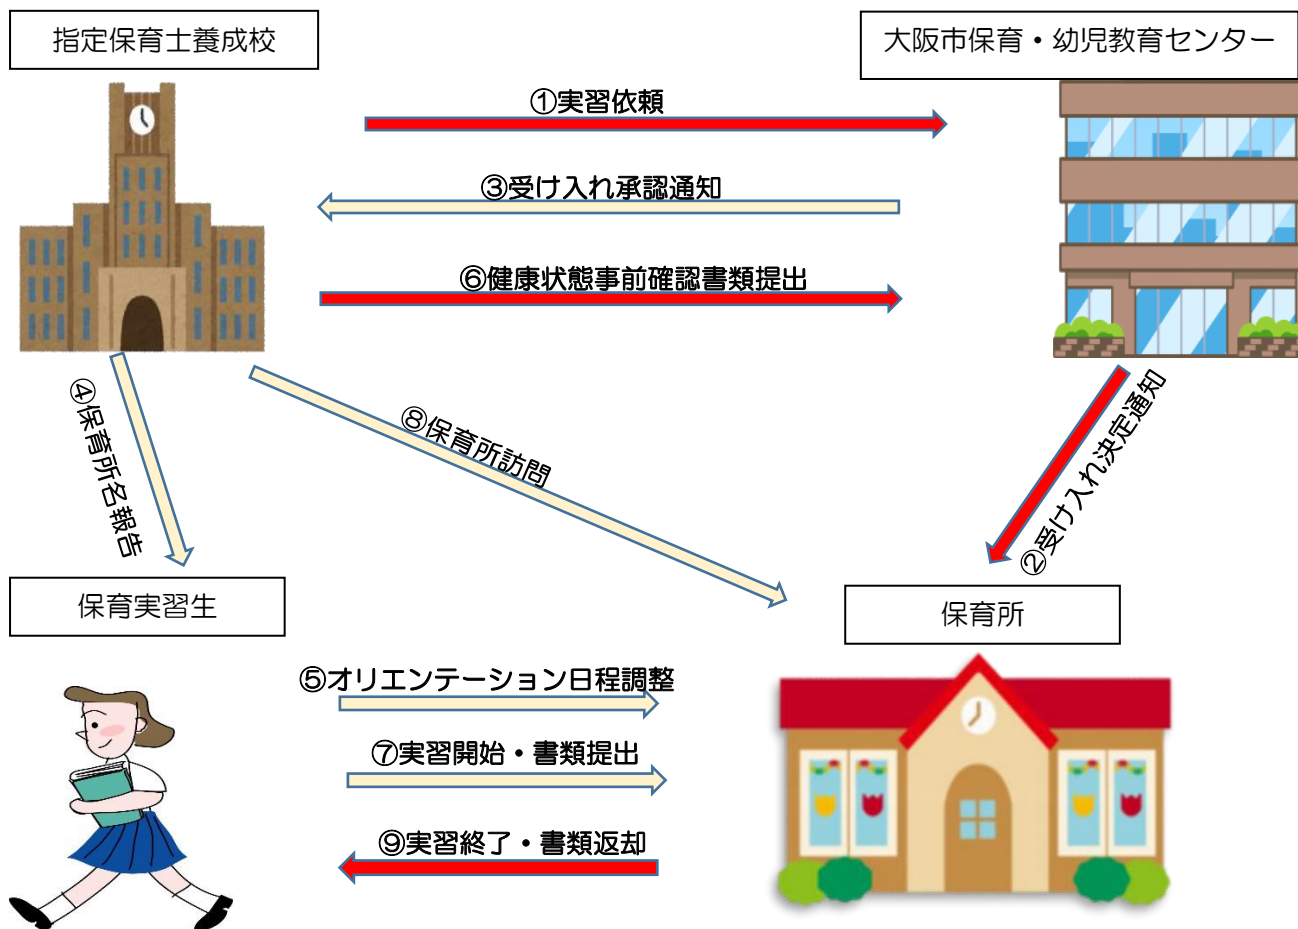 指定保育士養成校
大阪市保育・幼児教育センター
①実習依頼
③受け入れ承認通知
⑥健康状態事前確認書類提出
④保育所名報告
⑧保育所訪問
②受け入れ決定通知
保育実習生
保育所
⑤オリエンテーション日程調整
⑦実習開始・書類提出
⑨実習終了・書類返却